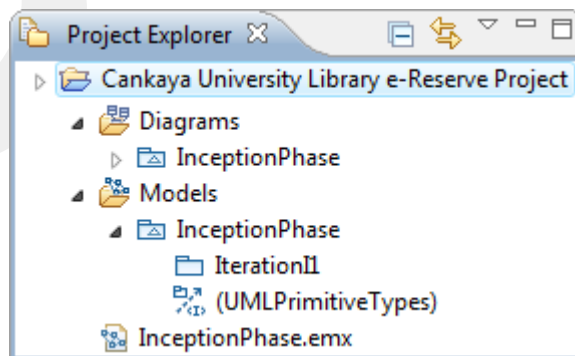 Project Explorer
Cankaya University Library e-Reserve Project
Diagrams
InceptionPhase
Models
InceptionPhase
IterationI1
(UMLPrimitiveTypes)
InceptionPhase.emx